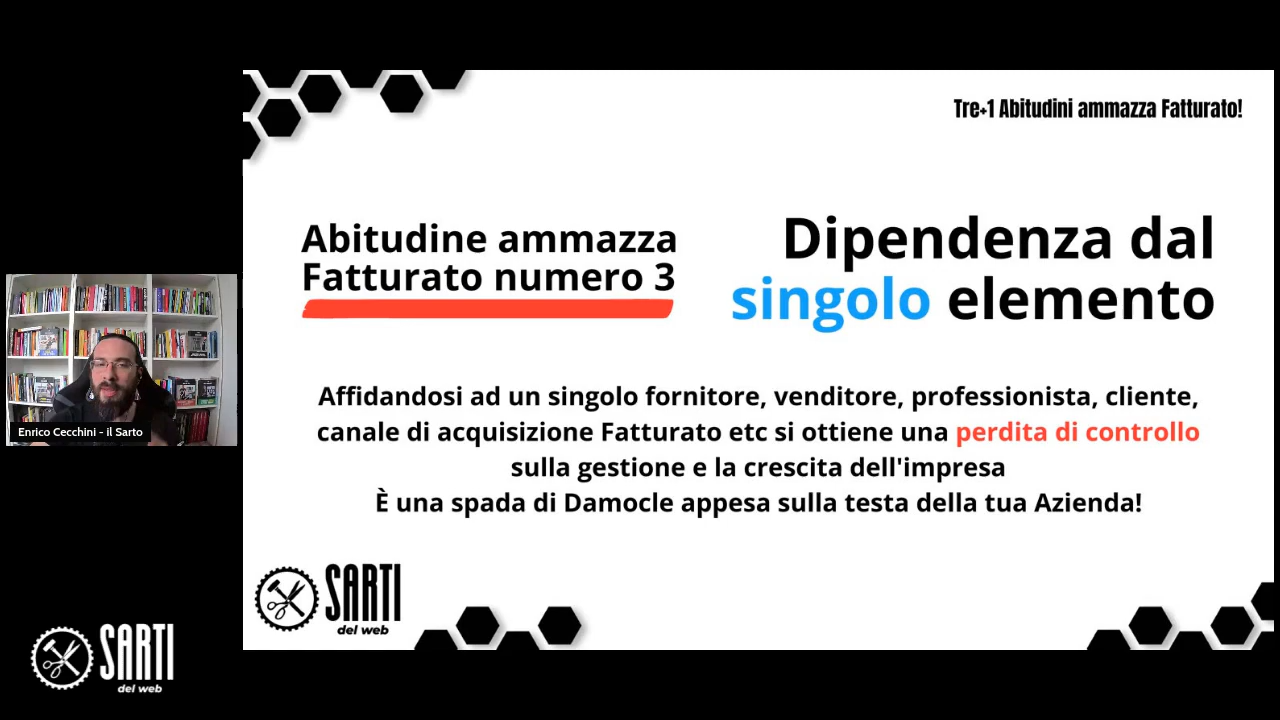 Tre+1 Abitudini ammazza Fatturato!
Abitudine ammazza
Fatturato numero 3
Dipendenza dal
singolo elemento
Affidandosi ad un singolo fornitore, venditore, professionista, cliente,
canale di acquisizione Fatturato etc si ottiene una perdita di controllo
sulla gestione e la crescita dell'impresa
È una spada di Damocle appesa sulla testa della tua Azienda!
Enrico Cecchini - il Sarto
SARTI
del web
SARTI
del web